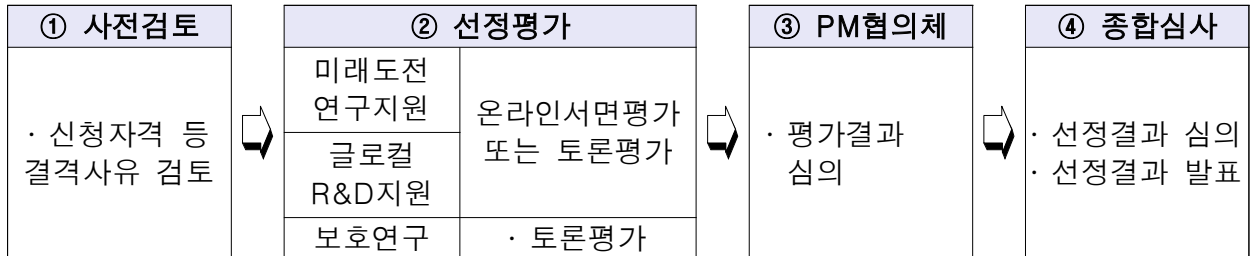 ① 사전검토
· 신청자격 등
결격사유 검토
② 선정평가
미래도전
연구지원
글로컬
R&D지원
온라인서면평가
또는 토론평가
보호연구
· 토론평가
③ PM협의체
· 평가결과
심의
④ 종합심사
· 선정결과 심의
· 선정결과 발표